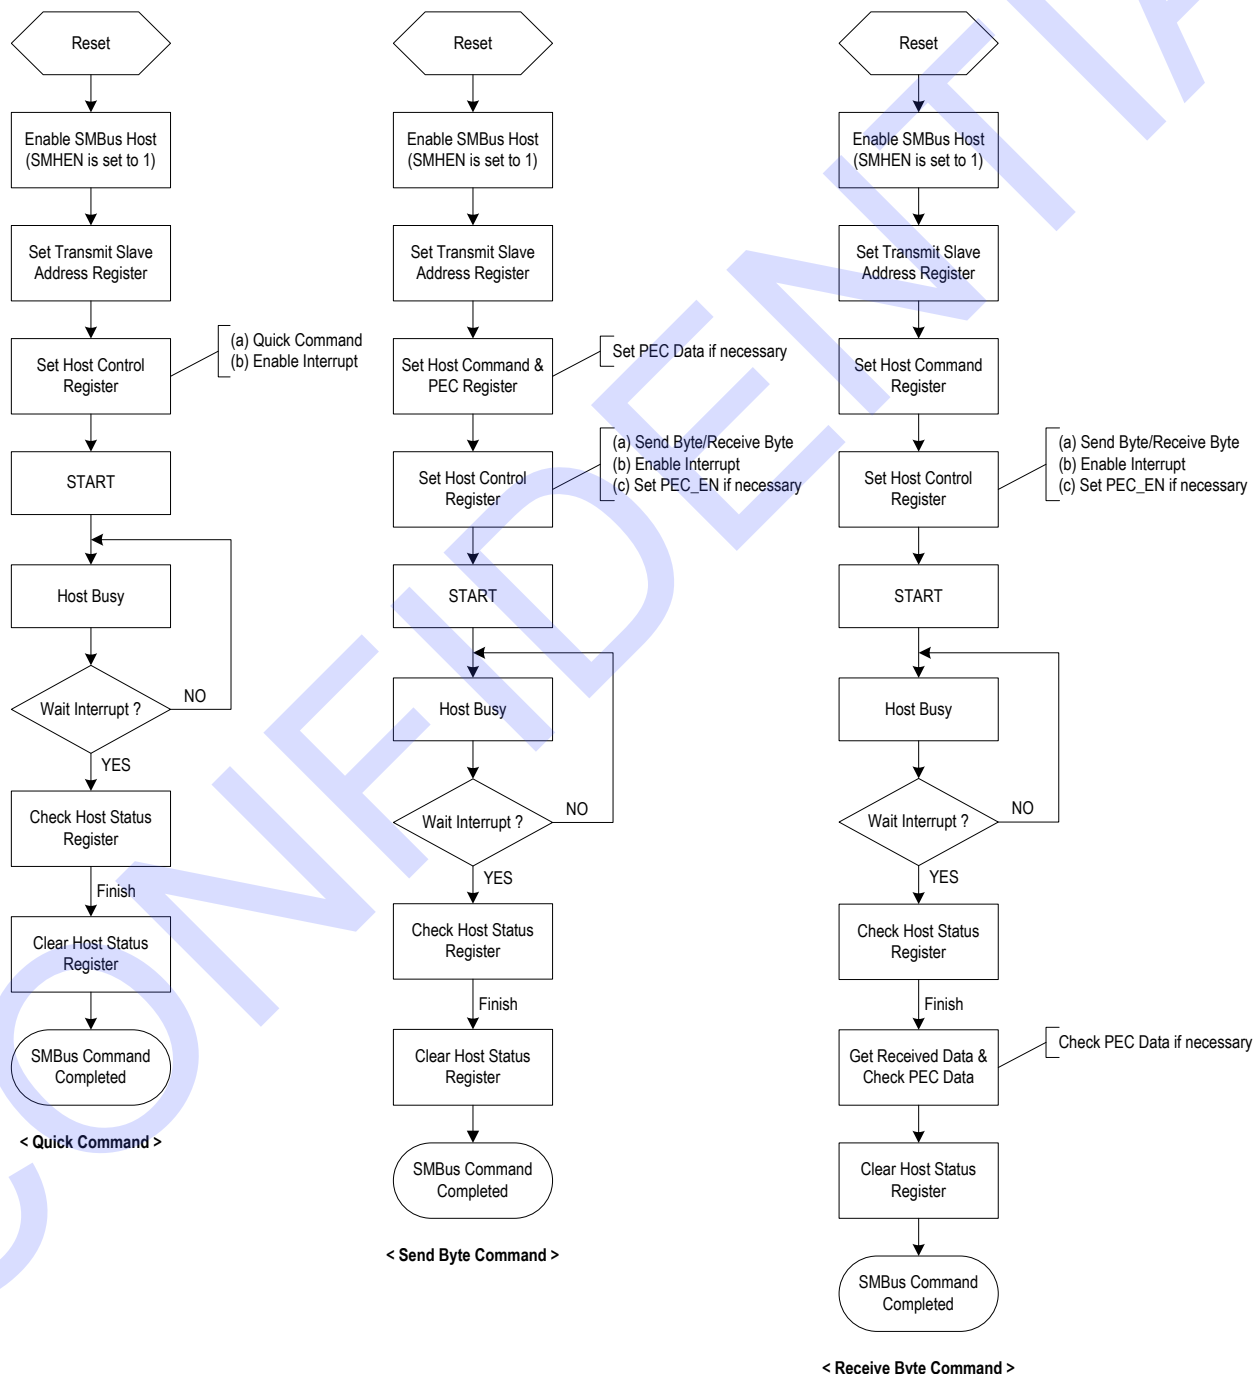 Reset
Enable SMBus Host
(SMHEN is set to 1)
Set Transmit Slave
Address Register
Set Host Control
Register
(a) Quick Command
(b) Enable Interrupt
START
Host Busy
Wait Interrupt ?
NO
YES
Check Host Status
Register
Finish
Clear Host Status
Register
SMBus Command
Completed
< Quick Command >
Reset
Enable SMBus Host
(SMHEN is set to 1)
Set Transmit Slave
Address Register
Set Host Command &
PEC Register
Set PEC Data if necessary
Set Host Control
Register
(a) Send Byte/Receive Byte
(b) Enable Interrupt
(c) Set PEC_EN if necessary
START
Host Busy
Wait Interrupt ?
NO
YES
Check Host Status
Register
Finish
Clear Host Status
Register
SMBus Command
Completed
< Send Byte Command >
Reset
Enable SMBus Host
(SMHEN is set to 1)
Set Transmit Slave
Address Register
Set Host Command
Register
Set Host Control
Register
(a) Send Byte/Receive Byte
(b) Enable Interrupt
(c) Set PEC_EN if necessary
START
Host Busy
Wait Interrupt ?
NO
YES
Check Host Status
Register
Finish
Get Received Data &
Check PEC Data
Check PEC Data if necessary
Clear Host Status
Register
SMBus Command
Completed
< Receive Byte Command >
CONFIDENTIA